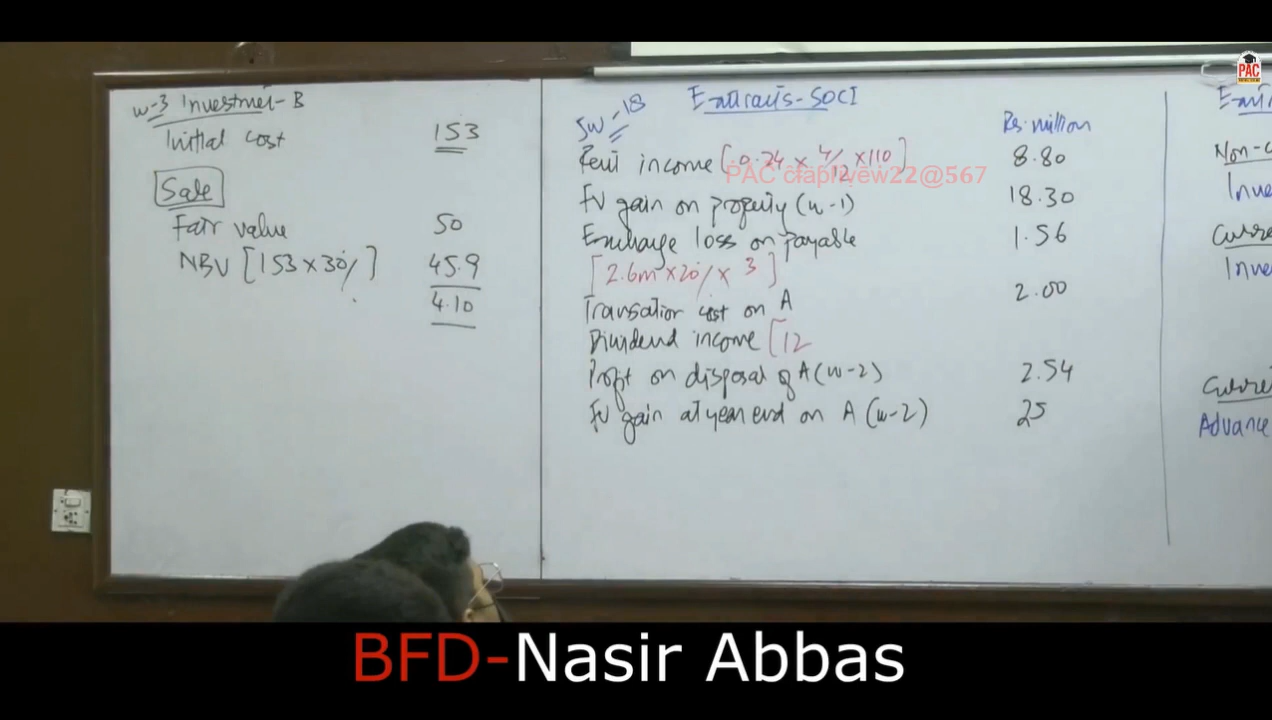 PAC
w-3 Investment-B
Initial cost 153
Sale
Fair value 50
NBV [153 x 30%] 45.9
4.10
SW-18
Extracts-SOCI
Rs. million
Rent income [0.24 x 4/12 x 110] 8.80
PAC cfap1vew22@567
FV gain on property (w-1) 18.30
Exchange loss on payable 1.56
[2.6m x 20% x 3]
Transation cost on A 2.00
Dividend income [12
Profit on disposal of A (w-2) 2.54
FV gain at year end on A (w-2) 25
Non-c
Inve
Curre
Inve
Curre
Advance
BFD-Nasir Abbas